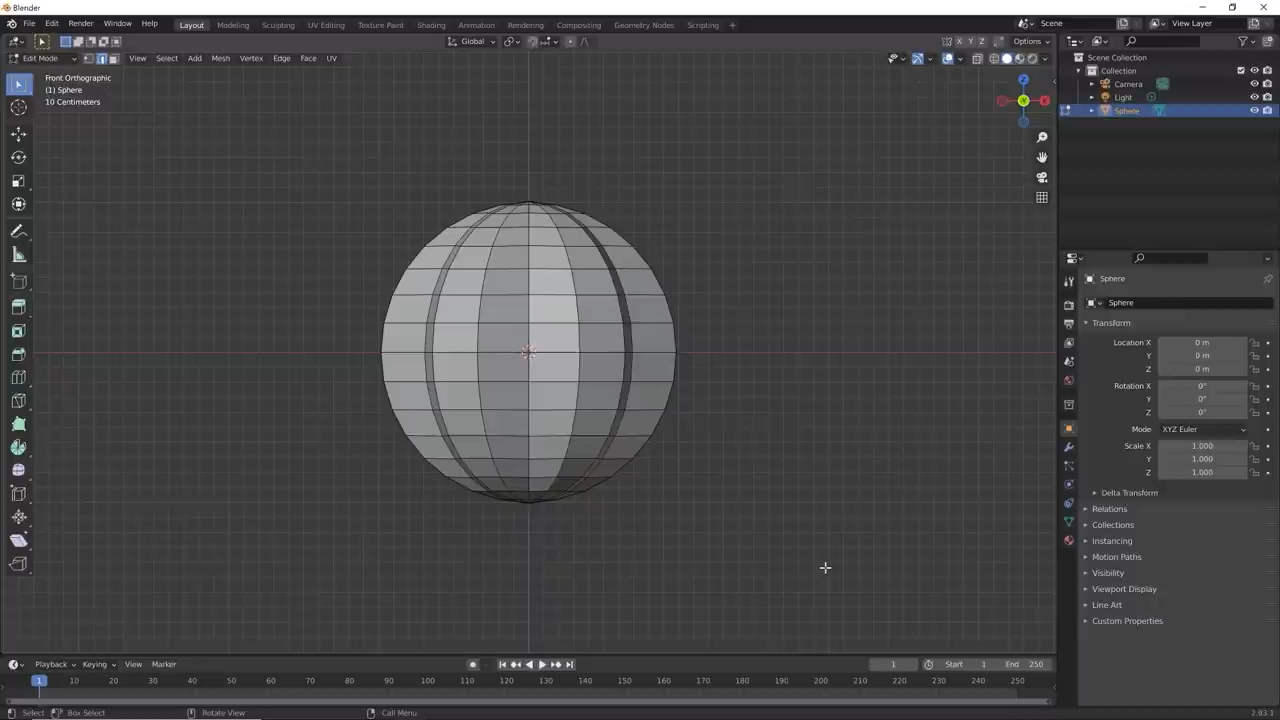 Blender
File Edit Render Window Help Layout Modeling Sculpting UV Editing Texture Paint Shading Animation Rendering Compositing Geometry Nodes Scripting + Scene View Layer
Global X Y Z Options
Edit Mode View Select Add Mesh Vertex Edge Face UV
Front Orthographic
(1) Sphere
10 Centimeters
Z
Y
X
Scene Collection
Collection
Camera
Light
Sphere
Sphere
Sphere
Transform
Location X 0 m
Y 0 m
Z 0 m
Rotation X 0°
Y 0°
Z 0°
Mode XYZ Euler
Scale X 1.000
Y 1.000
Z 1.000
Delta Transform
Relations
Collections
Instancing
Motion Paths
Visibility
Viewport Display
Line Art
Custom Properties
Playback Keying View Marker 1 Start 1 End 250
1 10 20 30 40 50 60 70 80 90 100 110 120 130 140 150 160 170 180 190 200 210 220 230 240 250
Select Box Select Rotate View Call Menu 2.93.1